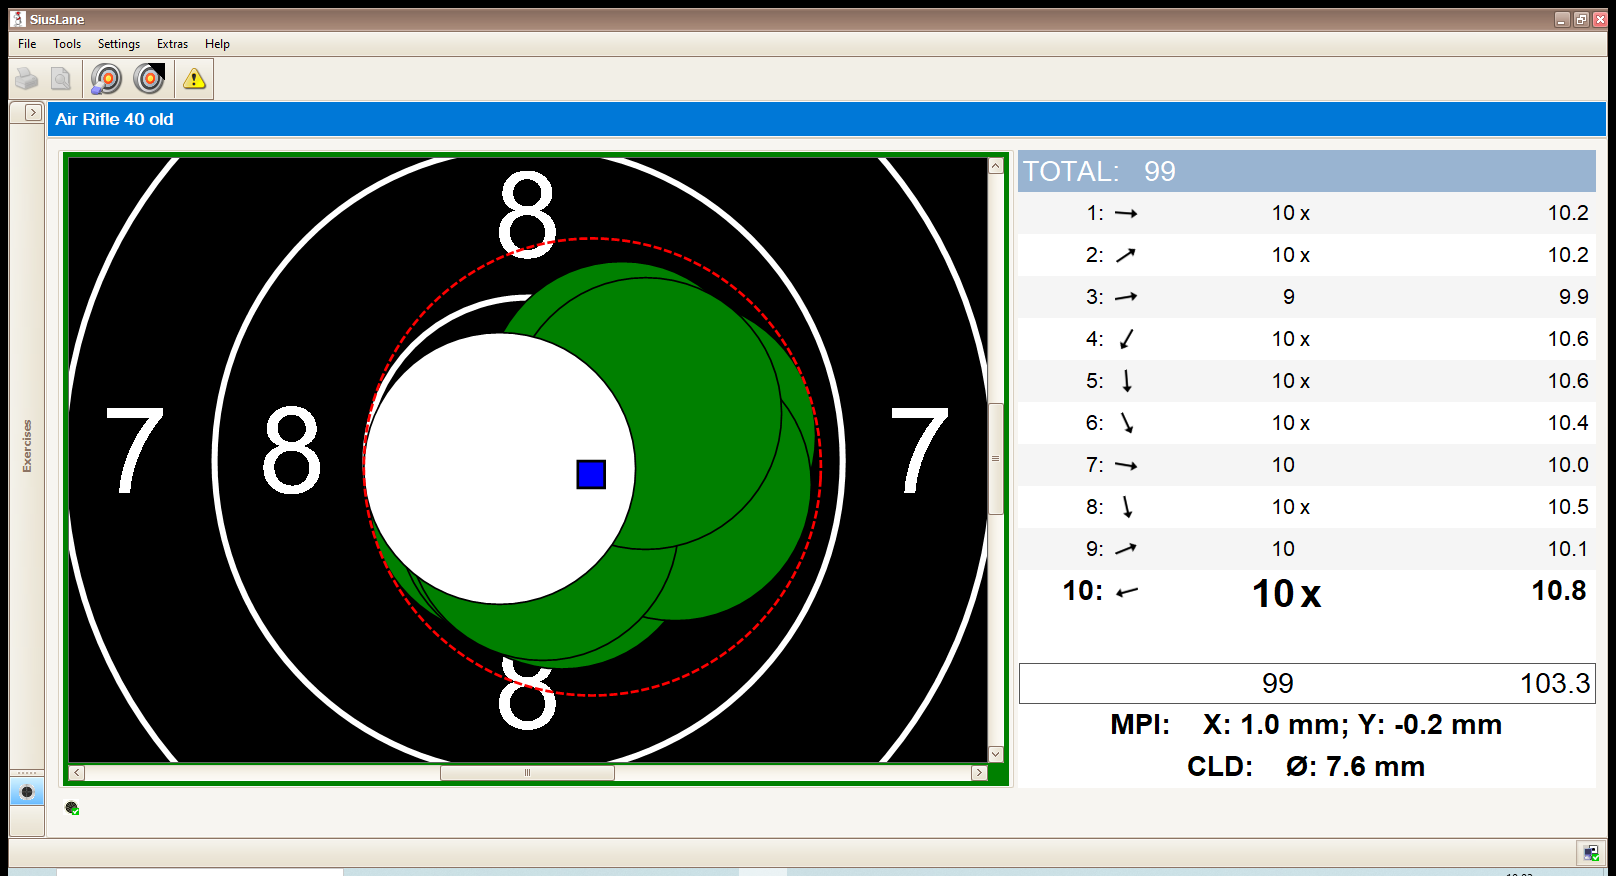 SiusLane
File Tools Settings Extras Help
Air Rifle 40 old
Exercises
8
7 8 7
8
TOTAL: 99
1: 10 x 10.2
2: 10 x 10.2
3: 9 9.9
4: 10 x 10.6
5: 10 x 10.6
6: 10 x 10.4
7: 10 10.0
8: 10 x 10.5
9: 10 10.1
10: 10 x 10.8
99 103.3
MPI: X: 1.0 mm; Y: -0.2 mm
CLD: Ø: 7.6 mm